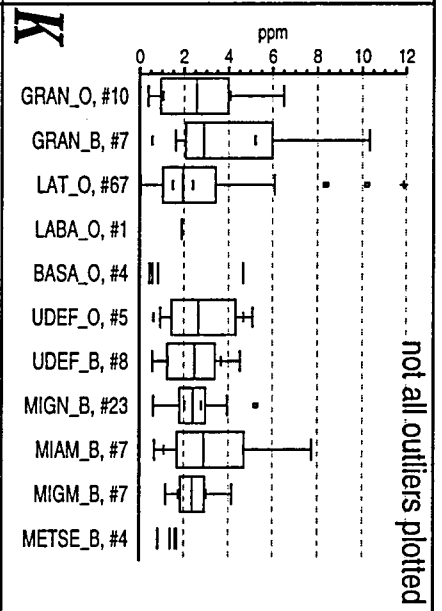 K
ppm
0 2 4 6 8 10 12
GRAN_O, #10
GRAN_B, #7
LAT_O, #67
LABA_O, #1
BASA_O, #4
UDEF_O, #5
UDEF_B, #8
MIGN_B, #23
MIAM_B, #7
MIGM_B, #7
METSE_B, #4
not all outliers plotted